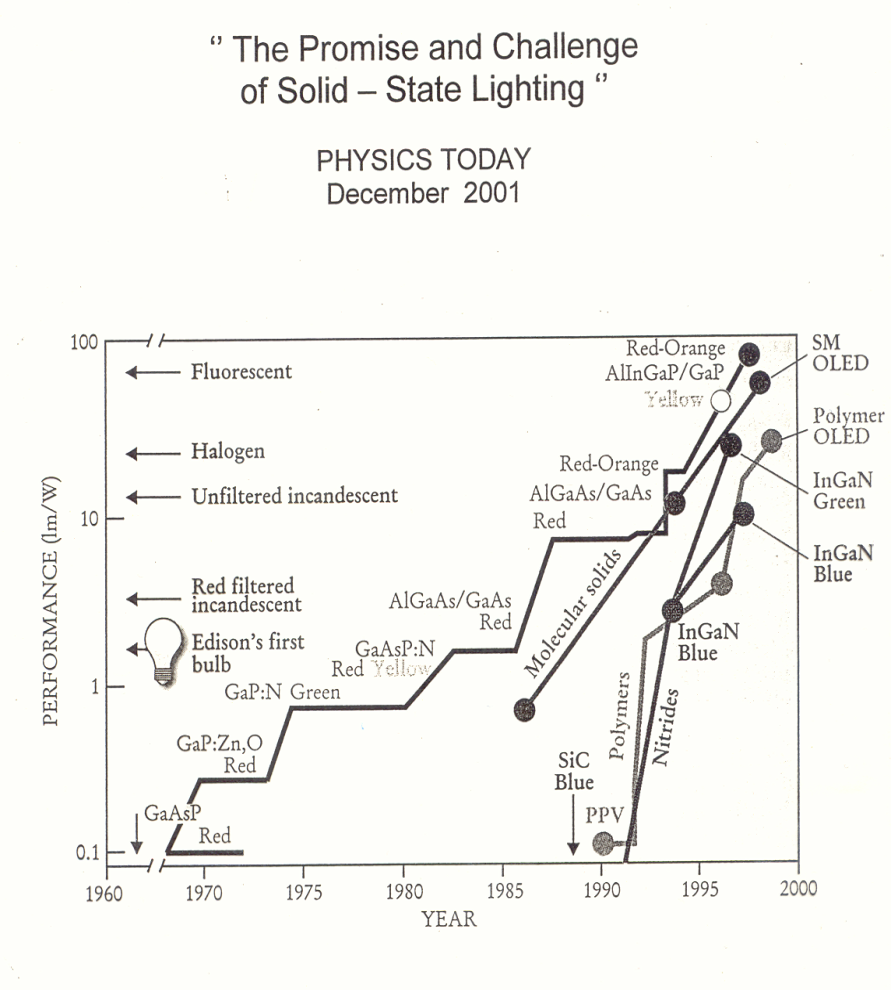 “ The Promise and Challenge
of Solid – State Lighting ”
PHYSICS TODAY
December 2001
PERFORMANCE (lm/W)
100
10
1
0.1
Fluorescent
Halogen
Unfiltered incandescent
Red filtered
incandescent
Edison's first
bulb
GaAsP
Red
GaP:Zn,O
Red
GaP:N Green
GaAsP:N
Red Yellow
AlGaAs/GaAs
Red
Red-Orange
AlGaAs/GaAs
Red
Red-Orange
AlInGaP/GaP
Yellow
Molecular solids
SiC
Blue
PPV
Polymers
Nitrides
InGaN
Blue
SM
OLED
Polymer
OLED
InGaN
Green
InGaN
Blue
1960
1970
1975
1980
1985
1990
1995
2000
YEAR